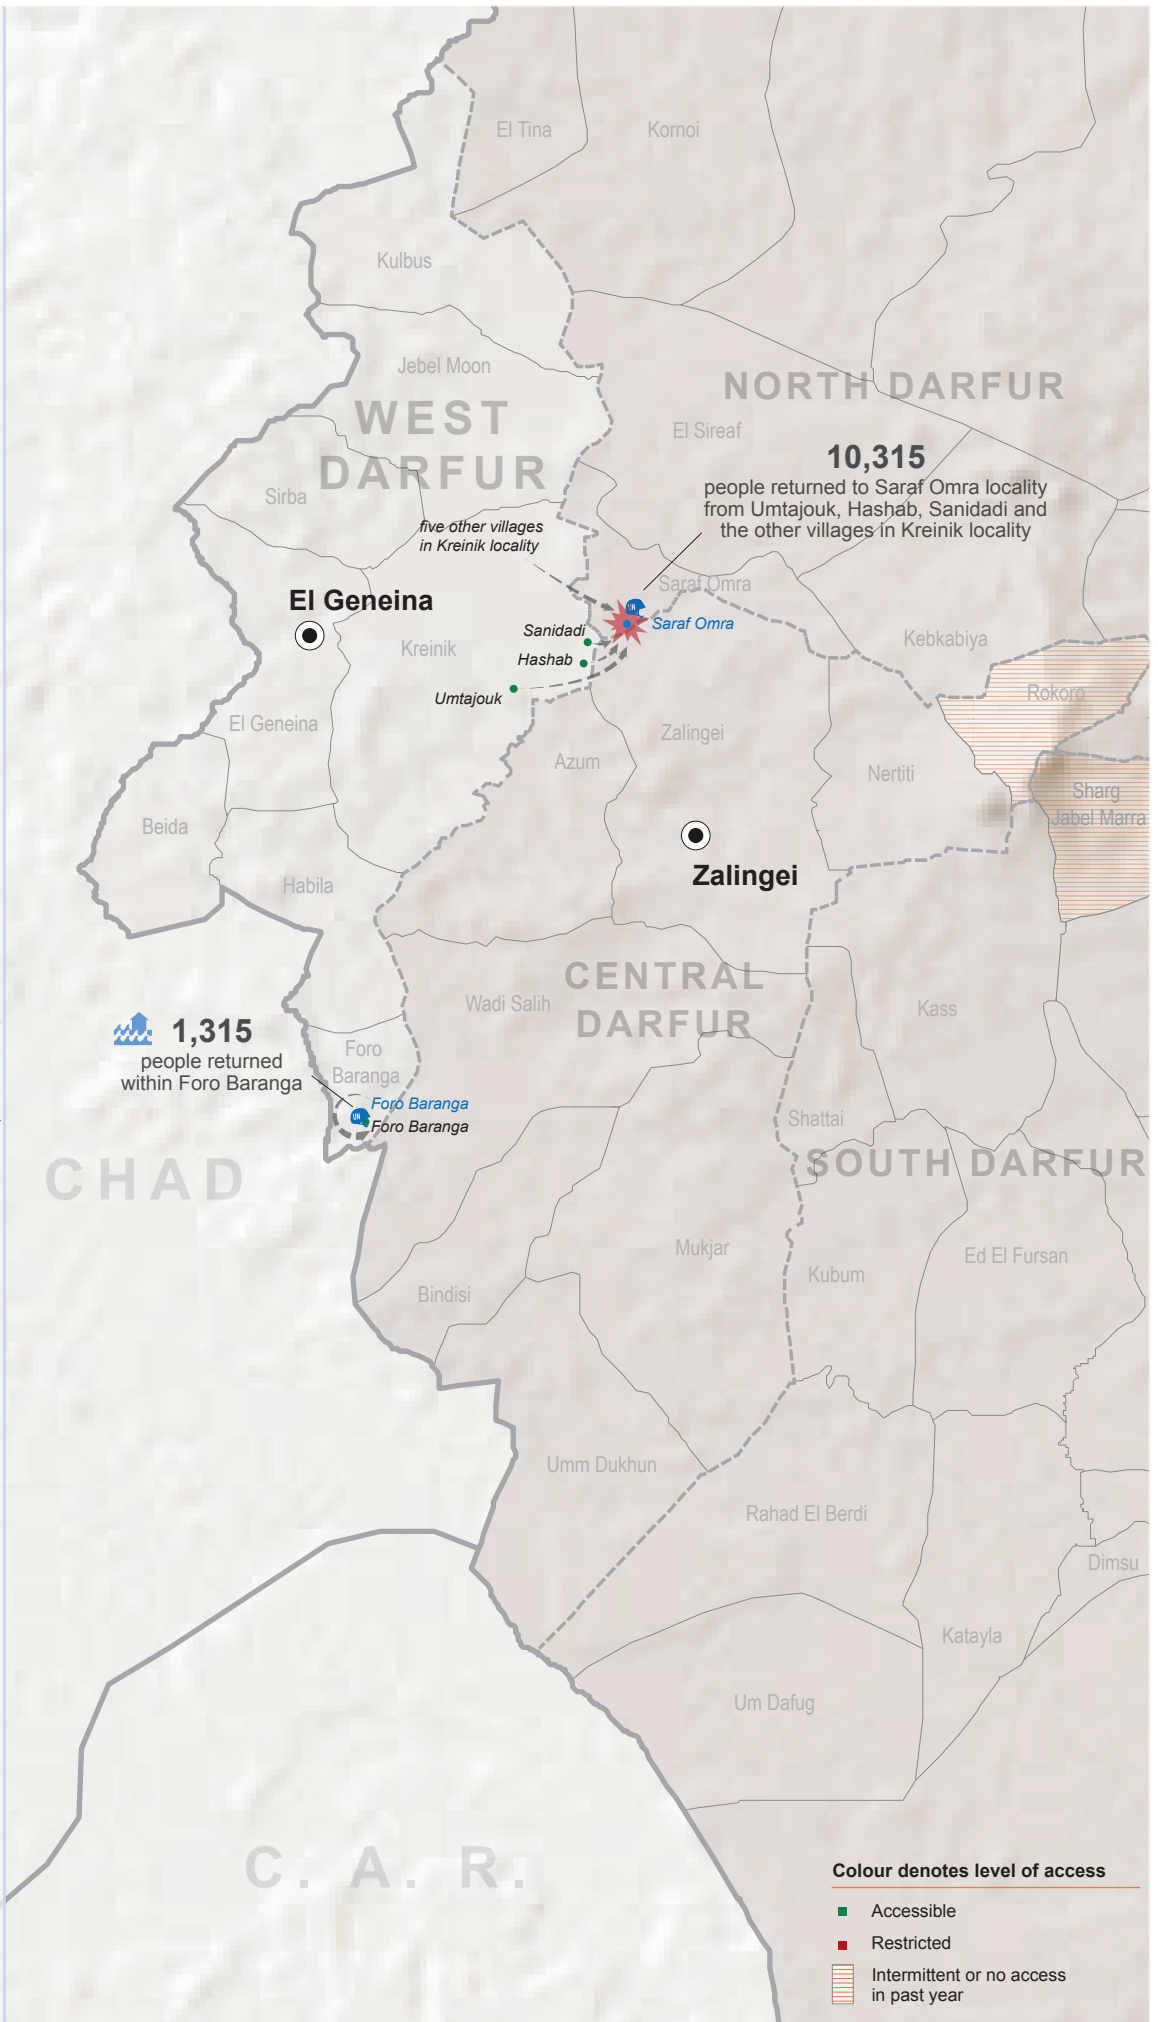 El Tina
Kornoi
Kulbus
Jebel Moon
NORTH DARFUR
WEST
DARFUR
El Sireaf
10,315
people returned to Saraf Omra locality
from Umtajouk, Hashab, Sanidadi and
the other villages in Kreinik locality
Sirba
five other villages
in Kreinik locality
Saraf Omra
El Geneina
UN
Saraf Omra
Sanidadi
Kreinik
Kebkabiya
Hashab
Umtajouk
Rokoro
El Geneina
Zalingei
Azum
Nertiti
Sharg
Jabel Marra
Beida
Zalingei
Habila
CENTRAL
DARFUR
Wadi Salih
Kass
1,315
people returned
within Foro Baranga
Foro
Baranga
UN
Foro Baranga
Foro Baranga
Shattai
CHAD
SOUTH DARFUR
Mukjar
Ed El Fursan
Kubum
Bindisi
Umm Dukhun
Rahad El Berdi
Dimsu
Katayla
Um Dafug
C. A. R.
Colour denotes level of access
Accessible
Restricted
Intermittent or no access
in past year